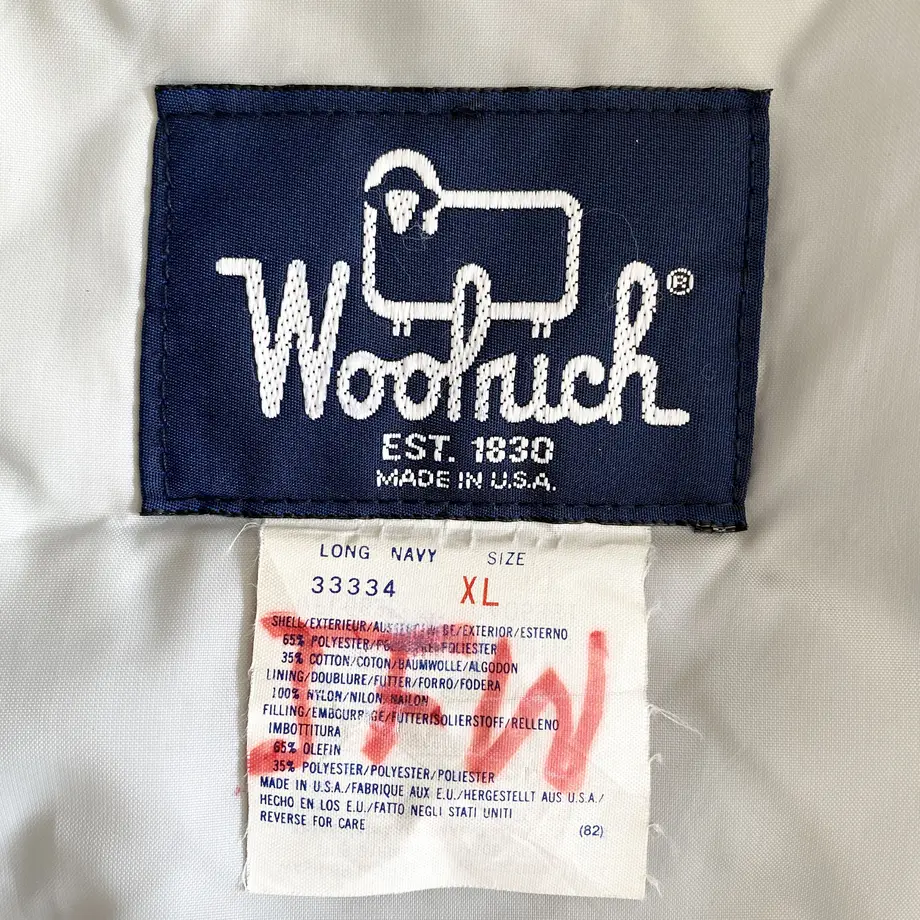 Woolrich®
EST. 1830
MADE IN U.S.A.
LONG NAVY SIZE
33334 XL
SHELL/EXTERIEUR/ /EXTERIOR/ESTERNO
65% POLYESTER/ /POLIESTER
35% COTTON/COTON/BAUMWOLLE/ALGODON
LINING/DOUBLURE/FUTTER/FORRO/FODERA
100% NYLON/NILON/NAILON
FILLING/EMBOURRAGE/FUTTERISOLIERSTOFF/RELLENO
IMBOTTITURA
65% OLEFIN
35% POLYESTER/POLYESTER/POLIESTER
MADE IN U.S.A./FABRIQUE AUX E.U./HERGESTELLT AUS U.S.A./
HECHO EN LOS E.U./FATTO NEGLI STATI UNITI
REVERSE FOR CARE (82)